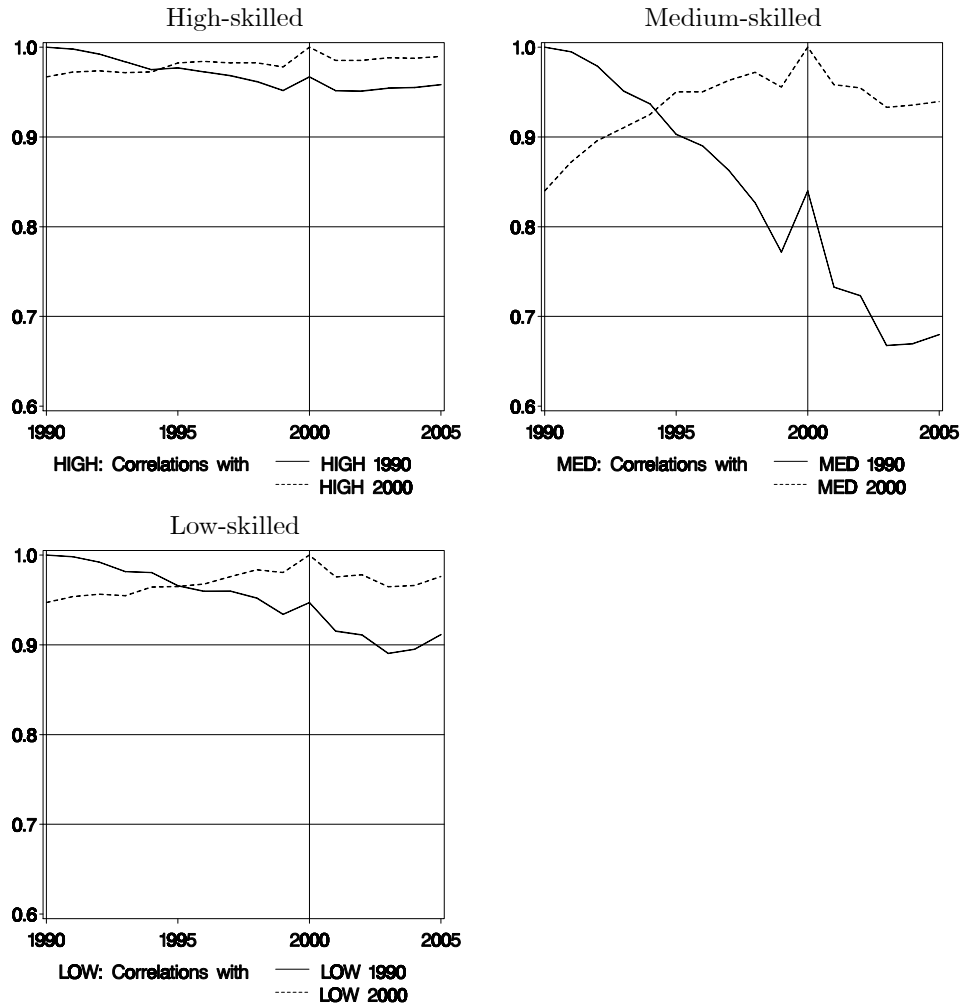 High-skilled
1.0
0.9
0.8
0.7
0.6
1990 1995 2000 2005
HIGH: Correlations with
HIGH 1990
HIGH 2000
Medium-skilled
1.0
0.9
0.8
0.7
0.6
1990 1995 2000 2005
MED: Correlations with
MED 1990
MED 2000
Low-skilled
1.0
0.9
0.8
0.7
0.6
1990 1995 2000 2005
LOW: Correlations with
LOW 1990
LOW 2000